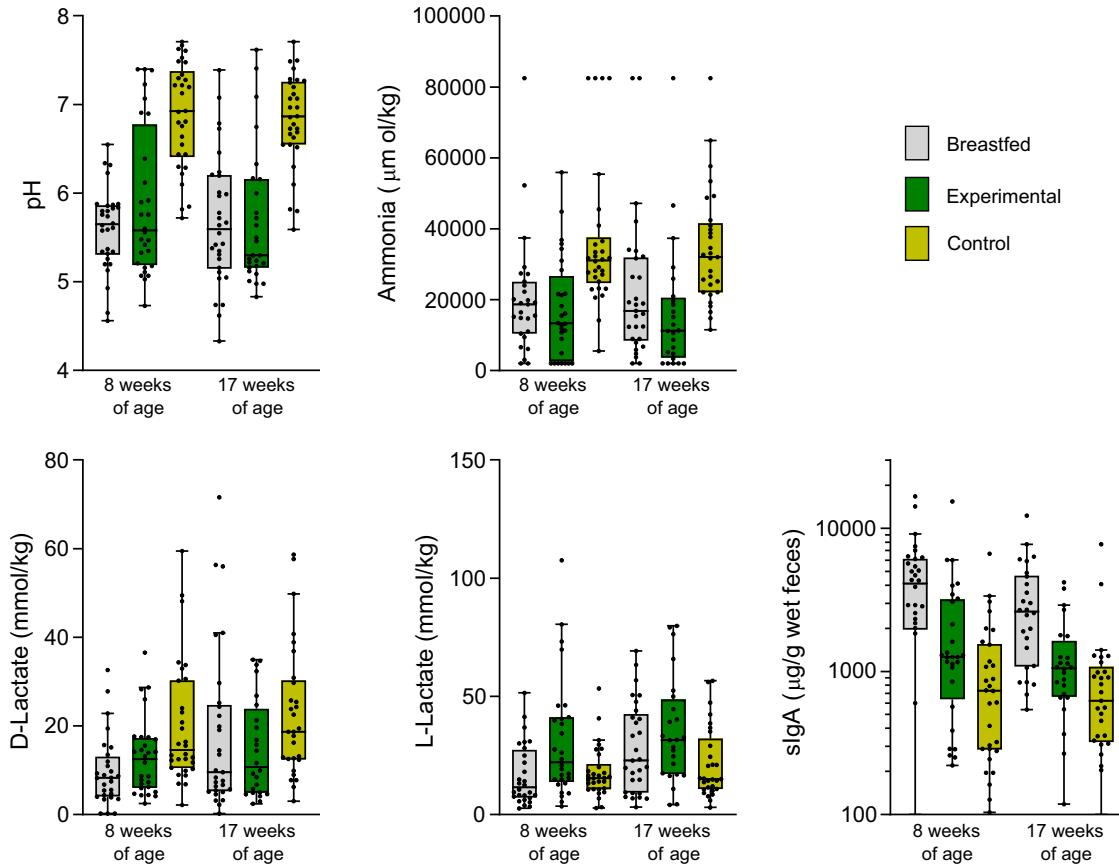 8
7
6
5
4
pH
8 weeks
of age
17 weeks
of age
100000
80000
60000
40000
20000
0
Ammonia ( μm ol/kg)
8 weeks
of age
17 weeks
of age
Breastfed
Experimental
Control
80
60
40
20
0
D-Lactate (mmol/kg)
8 weeks
of age
17 weeks
of age
150
100
50
0
L-Lactate (mmol/kg)
8 weeks
of age
17 weeks
of age
10000
1000
100
sIgA ( μg/g wet feces)
8 weeks
of age
17 weeks
of age